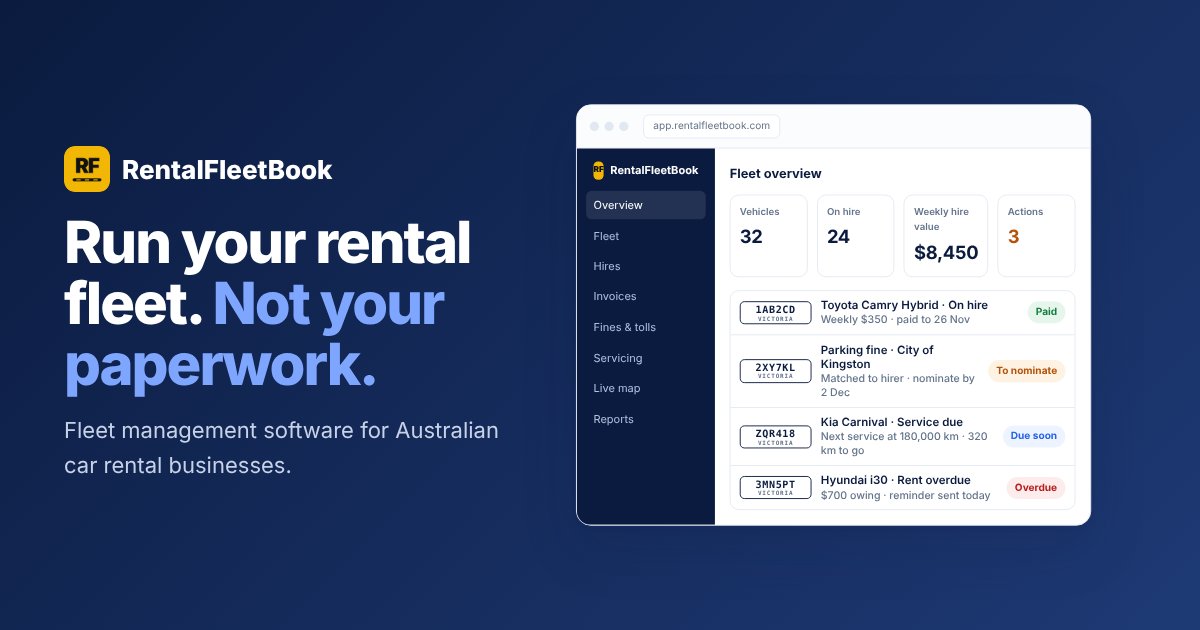 RF
RentalFleetBook
Run your rental
fleet. Not your
paperwork.
Fleet management software for Australian
car rental businesses.
app.rentalfleetbook.com
RF
RentalFleetBook
Overview
Fleet
Hires
Invoices
Fines & tolls
Servicing
Live map
Reports
Fleet overview
Vehicles
32
On hire
24
Weekly hire
value
$8,450
Actions
3
1AB2CD
VICTORIA
Toyota Camry Hybrid · On hire
Weekly $350 · paid to 26 Nov
Paid
2XY7KL
VICTORIA
Parking fine · City of
Kingston
Matched to hirer · nominate by
2 Dec
To nominate
ZQR418
VICTORIA
Kia Carnival · Service due
Next service at 180,000 km · 320
km to go
Due soon
3MN5PT
VICTORIA
Hyundai i30 · Rent overdue
$700 owing · reminder sent today
Overdue